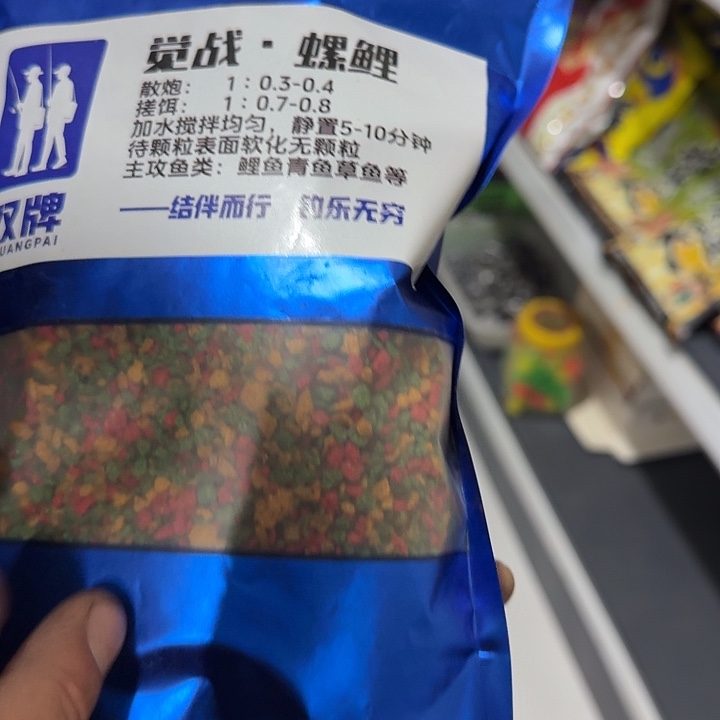 觉战·螺鲤
散炮： 1：0.3-0.4
搓饵： 1：0.7-0.8
加水搅拌均匀，静置5-10分钟
待颗粒表面软化无颗粒
主攻鱼类：鲤鱼青鱼草鱼等
——结伴而行 钓乐无穷
双牌
UANGPAI